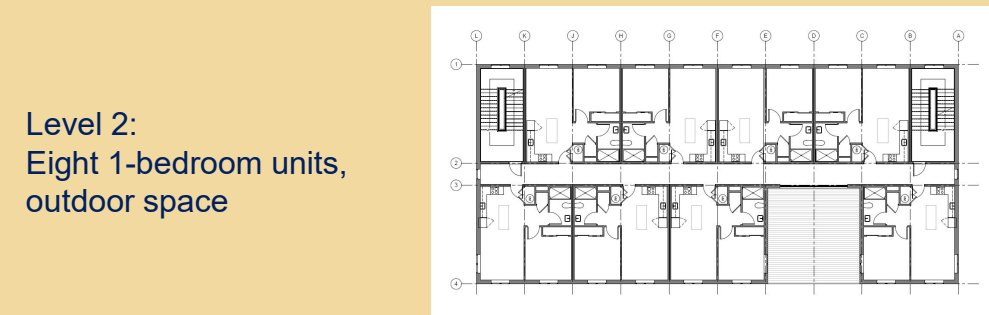 Level 2:
Eight 1-bedroom units,
outdoor space
L K J H G F E D C B A
1
2
3
4